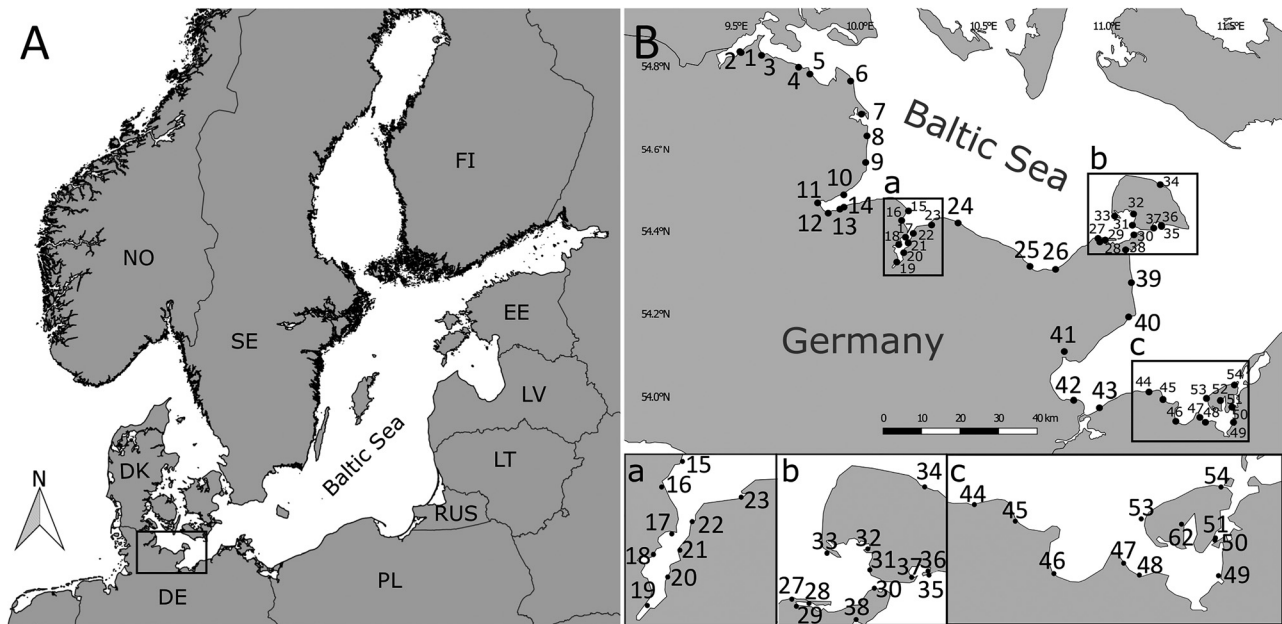 A
NO
SE
FI
EE
LV
LT
RUS
DK
DE
PL
Baltic Sea
N
B
9.5°E
10.0°E
10.5°E
11.0°E
11.5°E
54.8°N
54.6°N
54.4°N
54.2°N
54.0°N
Baltic Sea
Germany
2 1 3
4 5
6
7
8
9
10
11
12 13 14
a
15
16
17
18
19
20
21
22
23
24
25 26
b
27
28
29
30
31
32
33
34
35
36
37
38
39
40
41
42 43
c
44
45
46
47
48
49
50
51
52
53
54
0 10 20 30 40 km
a
15
16
17
18
19
20
21
22
23
b
27
28
29
30
31
32
33
34
35
36
37
38
c
44
45
46
47
48
49
50
51
62
53
54